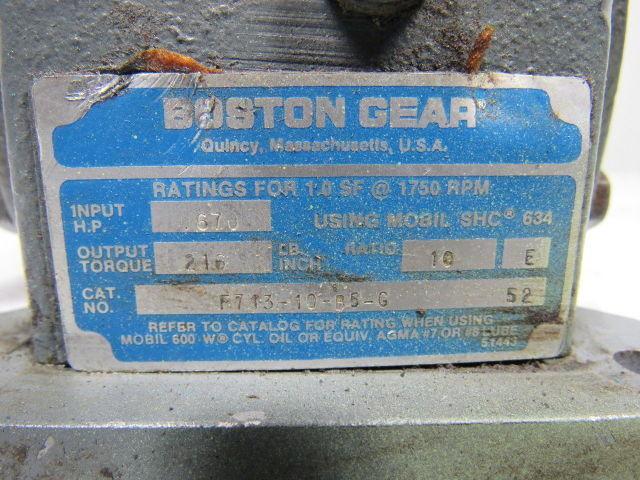 BOSTON GEAR®
Quincy, Massachusetts, U.S.A.
RATINGS FOR 1.0 SF @ 1750 RPM
INPUT H.P. .670 USING MOBIL SHC® 634
OUTPUT TORQUE 216 LB. INCH RATIO 10 E
CAT. NO. F713-10-B5-G 52
REFER TO CATALOG FOR RATING WHEN USING
MOBIL 600-W® CYL. OIL OR EQUIV. AGMA #7 OR #8 LUBE
51443